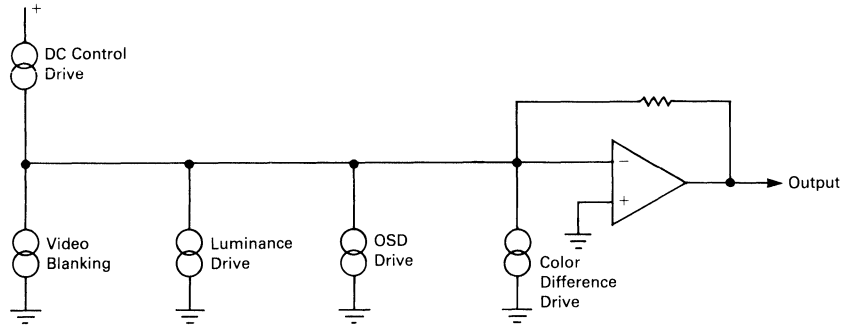 +
DC Control
Drive
−
+
Output
Video
Blanking
Luminance
Drive
OSD
Drive
Color
Difference
Drive